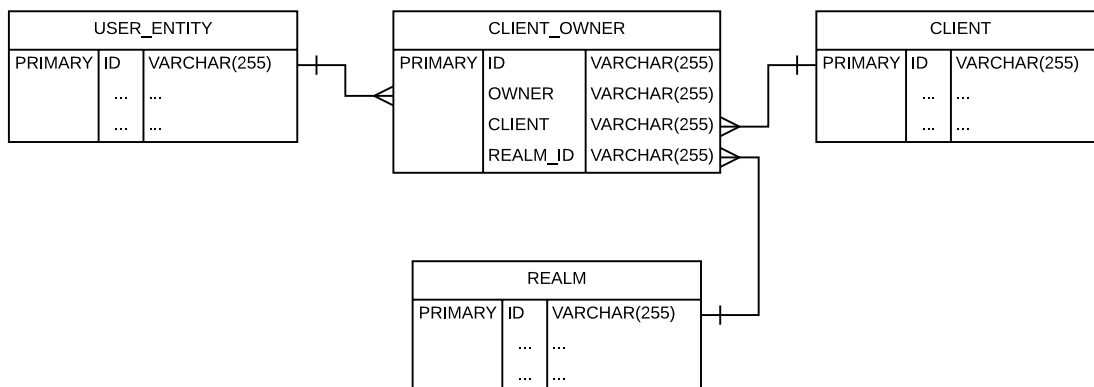 USER_ENTITY
PRIMARY ID VARCHAR(255)
... ...
... ...
CLIENT_OWNER
PRIMARY ID VARCHAR(255)
OWNER VARCHAR(255)
CLIENT VARCHAR(255)
REALM_ID VARCHAR(255)
CLIENT
PRIMARY ID VARCHAR(255)
... ...
... ...
REALM
PRIMARY ID VARCHAR(255)
... ...
... ...